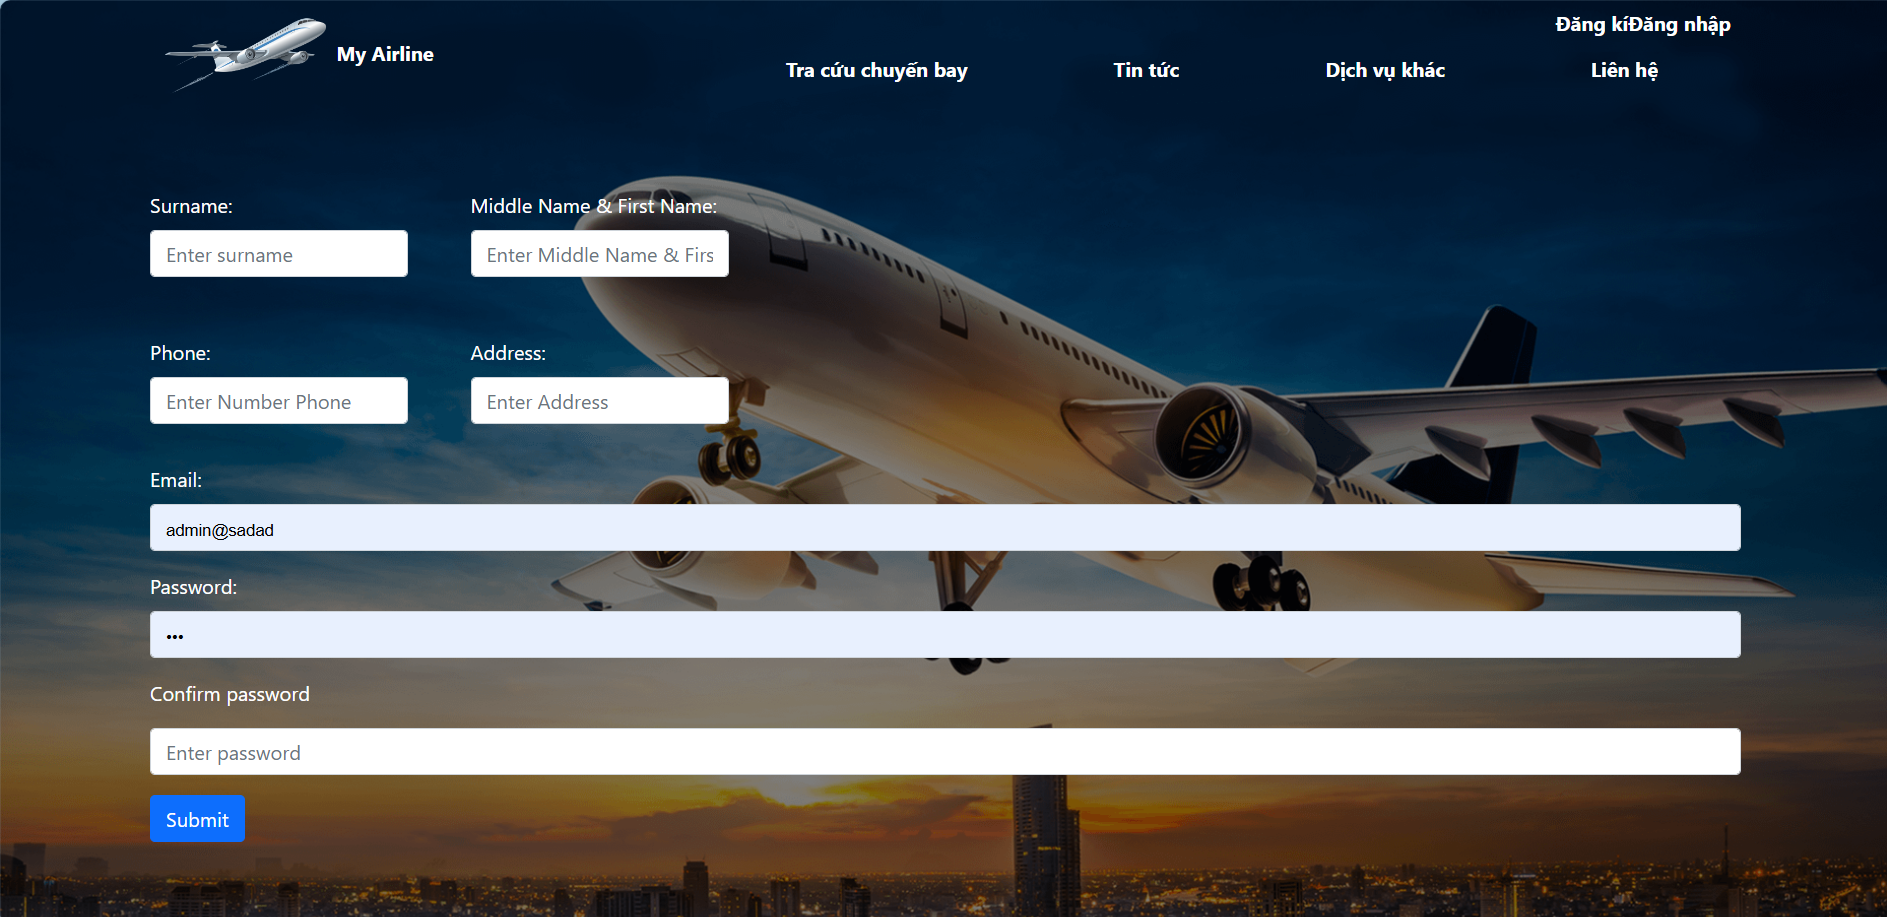 Đăng kíĐăng nhập
My Airline
Tra cứu chuyến bay Tin tức Dịch vụ khác Liên hệ
Surname: Middle Name & First Name:
Enter surname Enter Middle Name & Firs
Phone: Address:
Enter Number Phone Enter Address
Email:
admin@sadad
Password:
•••
Confirm password
Enter password
Submit